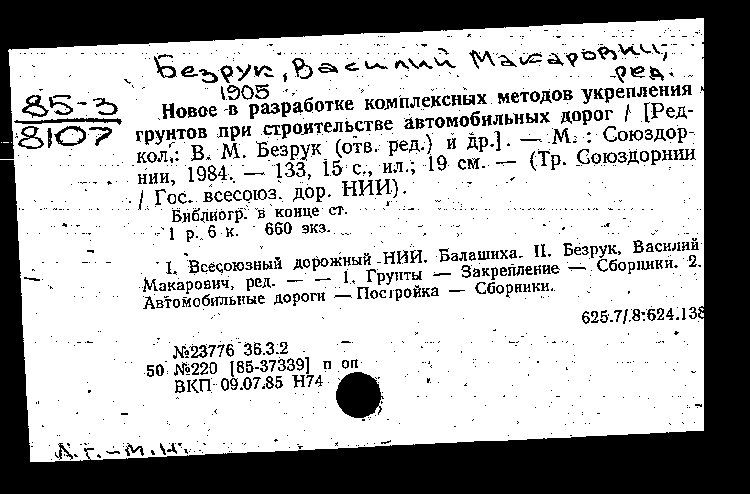 Безрук, Василий Макарович,
ред.
1905
85-3
8107
Новое в разработке комплексных методов укрепления
грунтов при строительстве автомобильных дорог / [Ред-
кол.: В. М. Безрук (отв. ред.) и др.]. — М. : Союздор-
нии, 1984. — 133, 15 с., ил.; 19 см. — (Тр. Союздорнии
/ Гос. всесоюз. дор. НИИ).
Библиогр. в конце ст.
1 р. 6 к. 660 экз.
I. Всесоюзный дорожный НИИ. Балашиха. II. Безрук, Василий
Макарович, ред. — — 1. Грунты — Закрепление — Сборники. 2.
Автомобильные дороги — Постройка — Сборники.
625.7/.8:624.138
№23776 36.3.2
50 №220 [85-37339] п оп
ВКП 09.07.85 Н74
Д.Г.-М.Н.